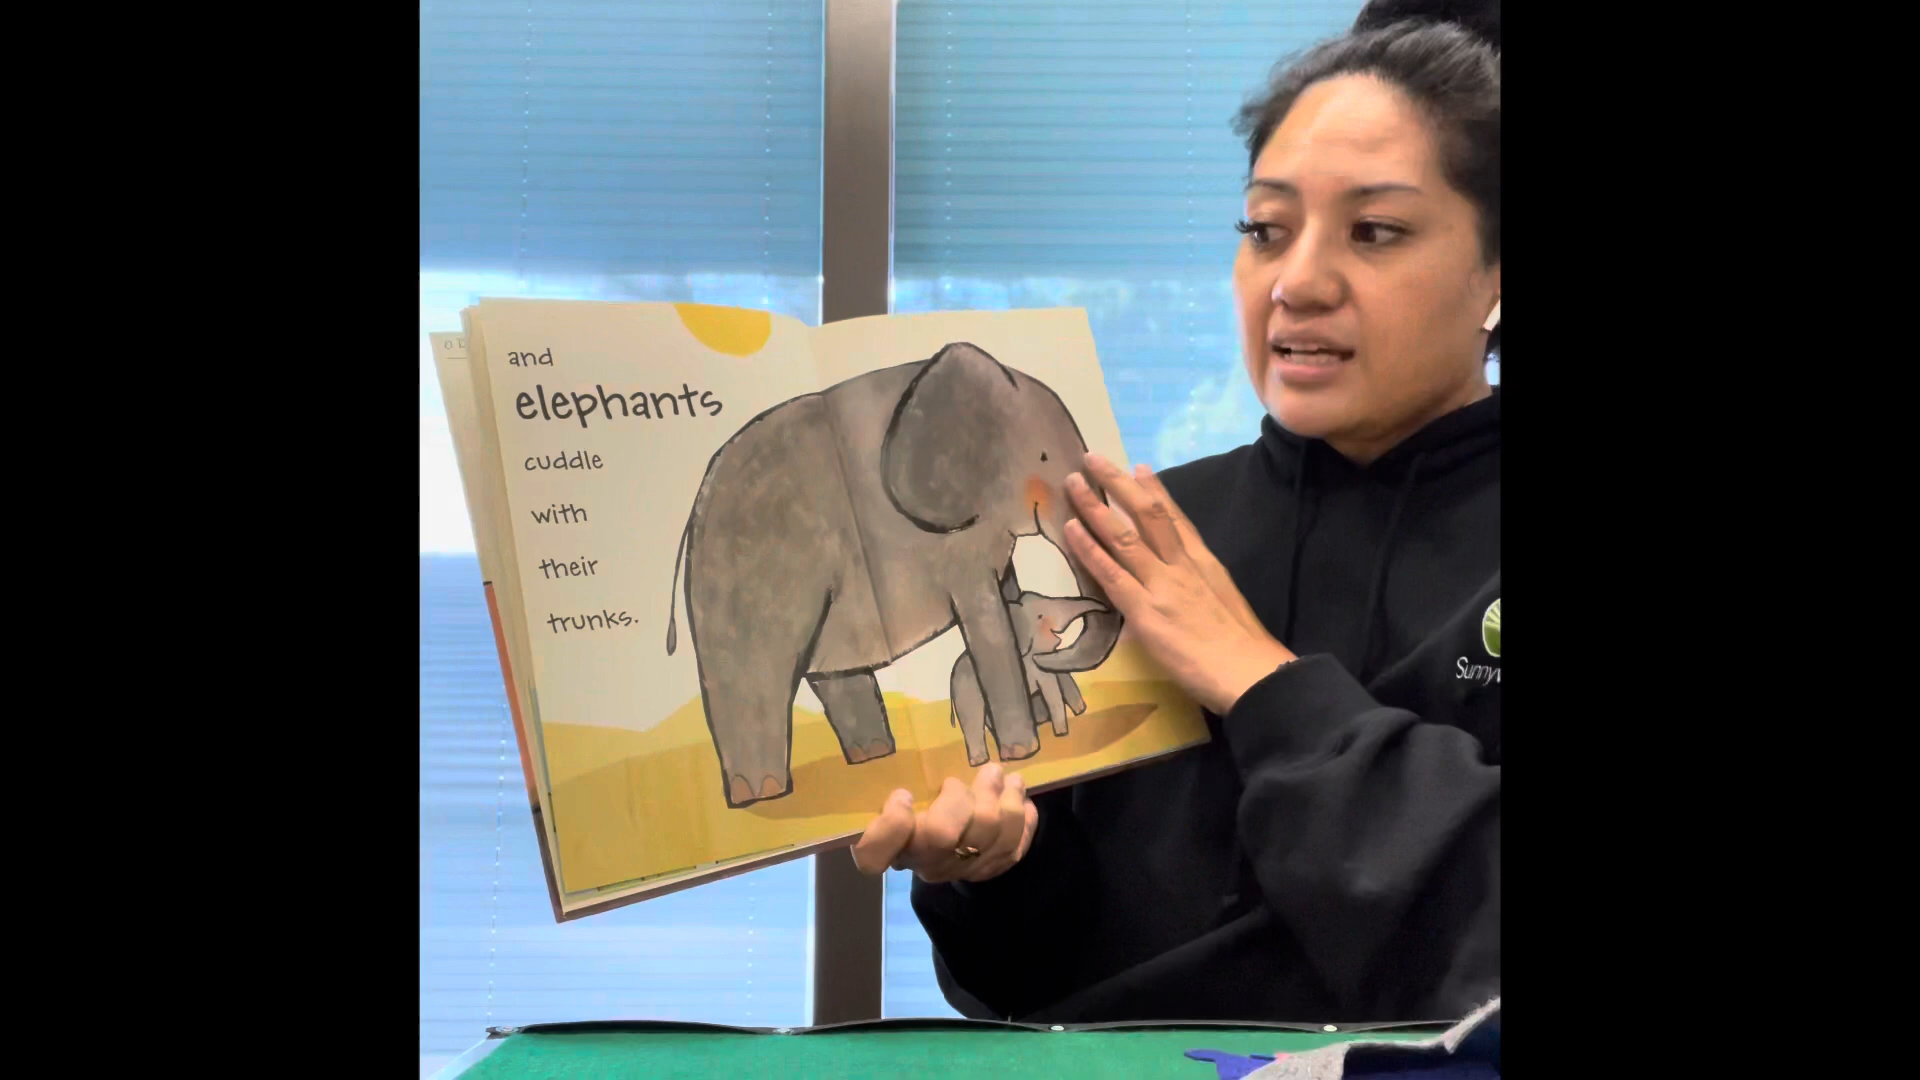 and
elephants
cuddle
with
their
trunks.